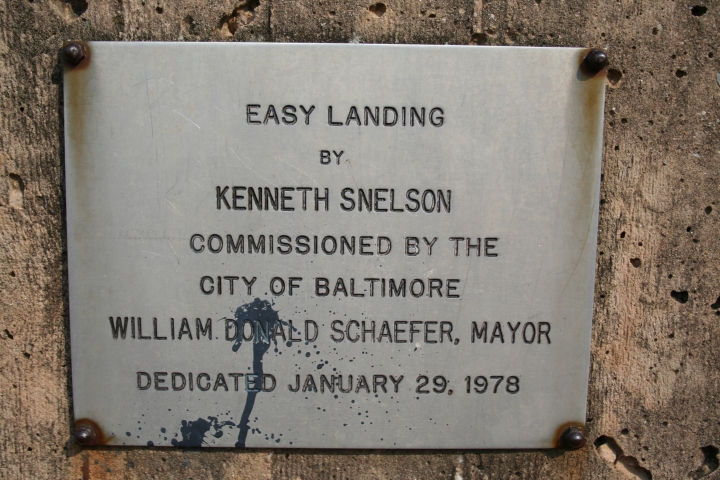 EASY LANDING
BY
KENNETH SNELSON
COMMISSIONED BY THE
CITY OF BALTIMORE
WILLIAM DONALD SCHAEFER, MAYOR
DEDICATED JANUARY 29, 1978